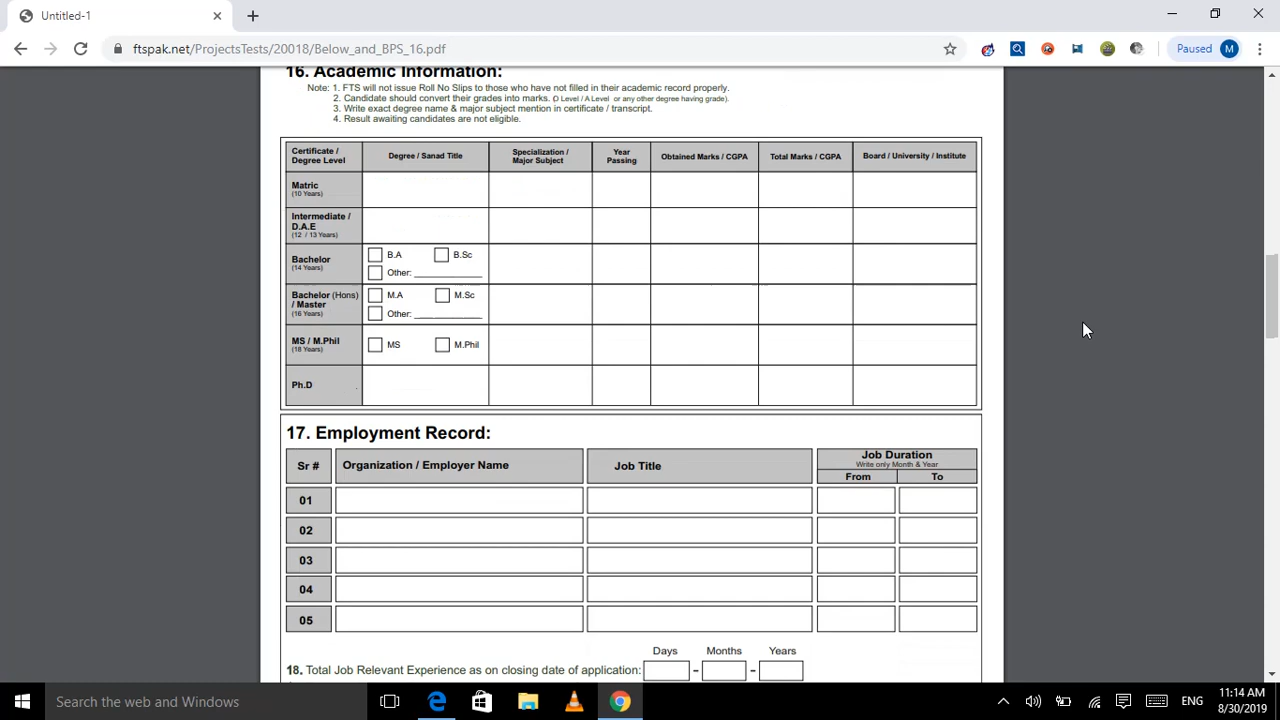 Untitled-1
ftspak.net/ProjectsTests/20018/Below_and_BPS_16.pdf
Paused
M
16. Academic Information:
Note: 1. FTS will not issue Roll No Slips to those who have not filled in their academic record properly.
2. Candidate should convert their grades into marks. (O Level / A Level or any other degree having grade).
3. Write exact degree name & major subject mention in certificate / transcript.
4. Result awaiting candidates are not eligible.
Certificate / Degree Level
Degree / Sanad Title
Specialization / Major Subject
Year Passing
Obtained Marks / CGPA
Total Marks / CGPA
Board / University / Institute
Matric
(10 Years)
Intermediate / D.A.E
(12 / 13 Years)
Bachelor
(14 Years)
B.A
B.Sc
Other: ____________
Bachelor (Hons) / Master
(16 Years)
M.A
M.Sc
Other: ____________
MS / M.Phil
(18 Years)
MS
M.Phil
Ph.D
17. Employment Record:
Sr #
Organization / Employer Name
Job Title
Job Duration
Write only Month & Year
From
To
01
02
03
04
05
Days
Months
Years
18. Total Job Relevant Experience as on closing date of application:
- -
Search the web and Windows
ENG
11:14 AM
8/30/2019